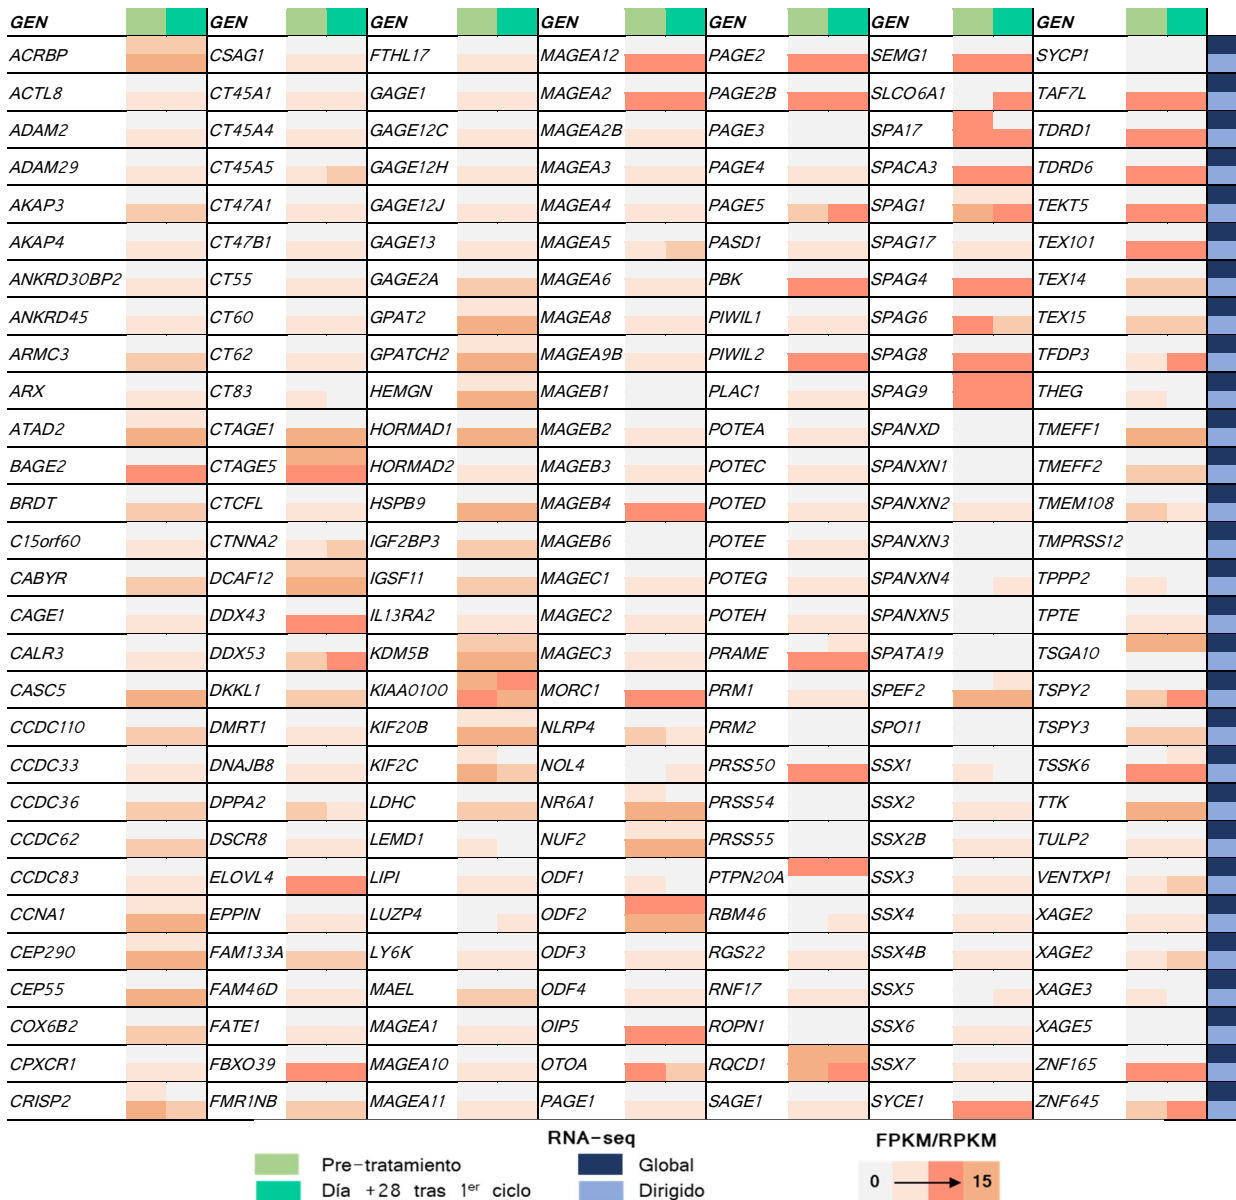 GEN GEN GEN GEN GEN GEN GEN
ACRBP CSAG1 FTHL17 MAGEA12 PAGE2 SEMG1 SYCP1
ACTL8 CT45A1 GAGE1 MAGEA2 PAGE2B SLCO6A1 TAF7L
ADAM2 CT45A4 GAGE12C MAGEA2B PAGE3 SPA17 TDRD1
ADAM29 CT45A5 GAGE12H MAGEA3 PAGE4 SPACA3 TDRD6
AKAP3 CT47A1 GAGE12J MAGEA4 PAGE5 SPAG1 TEKT5
AKAP4 CT47B1 GAGE13 MAGEA5 PASD1 SPAG17 TEX101
ANKRD30BP2 CT55 GAGE2A MAGEA6 PBK SPAG4 TEX14
ANKRD45 CT60 GPAT2 MAGEA8 PIWIL1 SPAG6 TEX15
ARMC3 CT62 GPATCH2 MAGEA9B PIWIL2 SPAG8 TFDP3
ARX CT83 HEMGN MAGEB1 PLAC1 SPAG9 THEG
ATAD2 CTAGE1 HORMAD1 MAGEB2 POTEA SPANXD TMEFF1
BAGE2 CTAGE5 HORMAD2 MAGEB3 POTEC SPANXN1 TMEFF2
BRDT CTCFL HSPB9 MAGEB4 POTED SPANXN2 TMEM108
C15orf60 CTNNA2 IGF2BP3 MAGEB6 POTEE SPANXN3 TMPRSS12
CABYR DCAF12 IGSF11 MAGEC1 POTEG SPANXN4 TPPP2
CAGE1 DDX43 IL13RA2 MAGEC2 POTEH SPANXN5 TPTE
CALR3 DDX53 KDM5B MAGEC3 PRAME SPATA19 TSGA10
CASC5 DKKL1 KIAA0100 MORC1 PRM1 SPEF2 TSPY2
CCDC110 DMRT1 KIF20B NLRP4 PRM2 SPO11 TSPY3
CCDC33 DNAJB8 KIF2C NOL4 PRSS50 SSX1 TSSK6
CCDC36 DPPA2 LDHC NR6A1 PRSS54 SSX2 TTK
CCDC62 DSCR8 LEMD1 NUF2 PRSS55 SSX2B TULP2
CCDC83 ELOVL4 LIPI ODF1 PTPN20A SSX3 VENTXP1
CCNA1 EPPIN LUZP4 ODF2 RBM46 SSX4 XAGE2
CEP290 FAM133A LY6K ODF3 RGS22 SSX4B XAGE2
CEP55 FAM46D MAEL ODF4 RNF17 SSX5 XAGE3
COX6B2 FATE1 MAGEA1 OIP5 ROPN1 SSX6 XAGE5
CPXCR1 FBXO39 MAGEA10 OTOA RQCD1 SSX7 ZNF165
CRISP2 FMR1NB MAGEA11 PAGE1 SAGE1 SYCE1 ZNF645
RNA-seq FPKM/RPKM
Pre-tratamiento Global
Día +28 tras 1er ciclo Dirigido
0 15